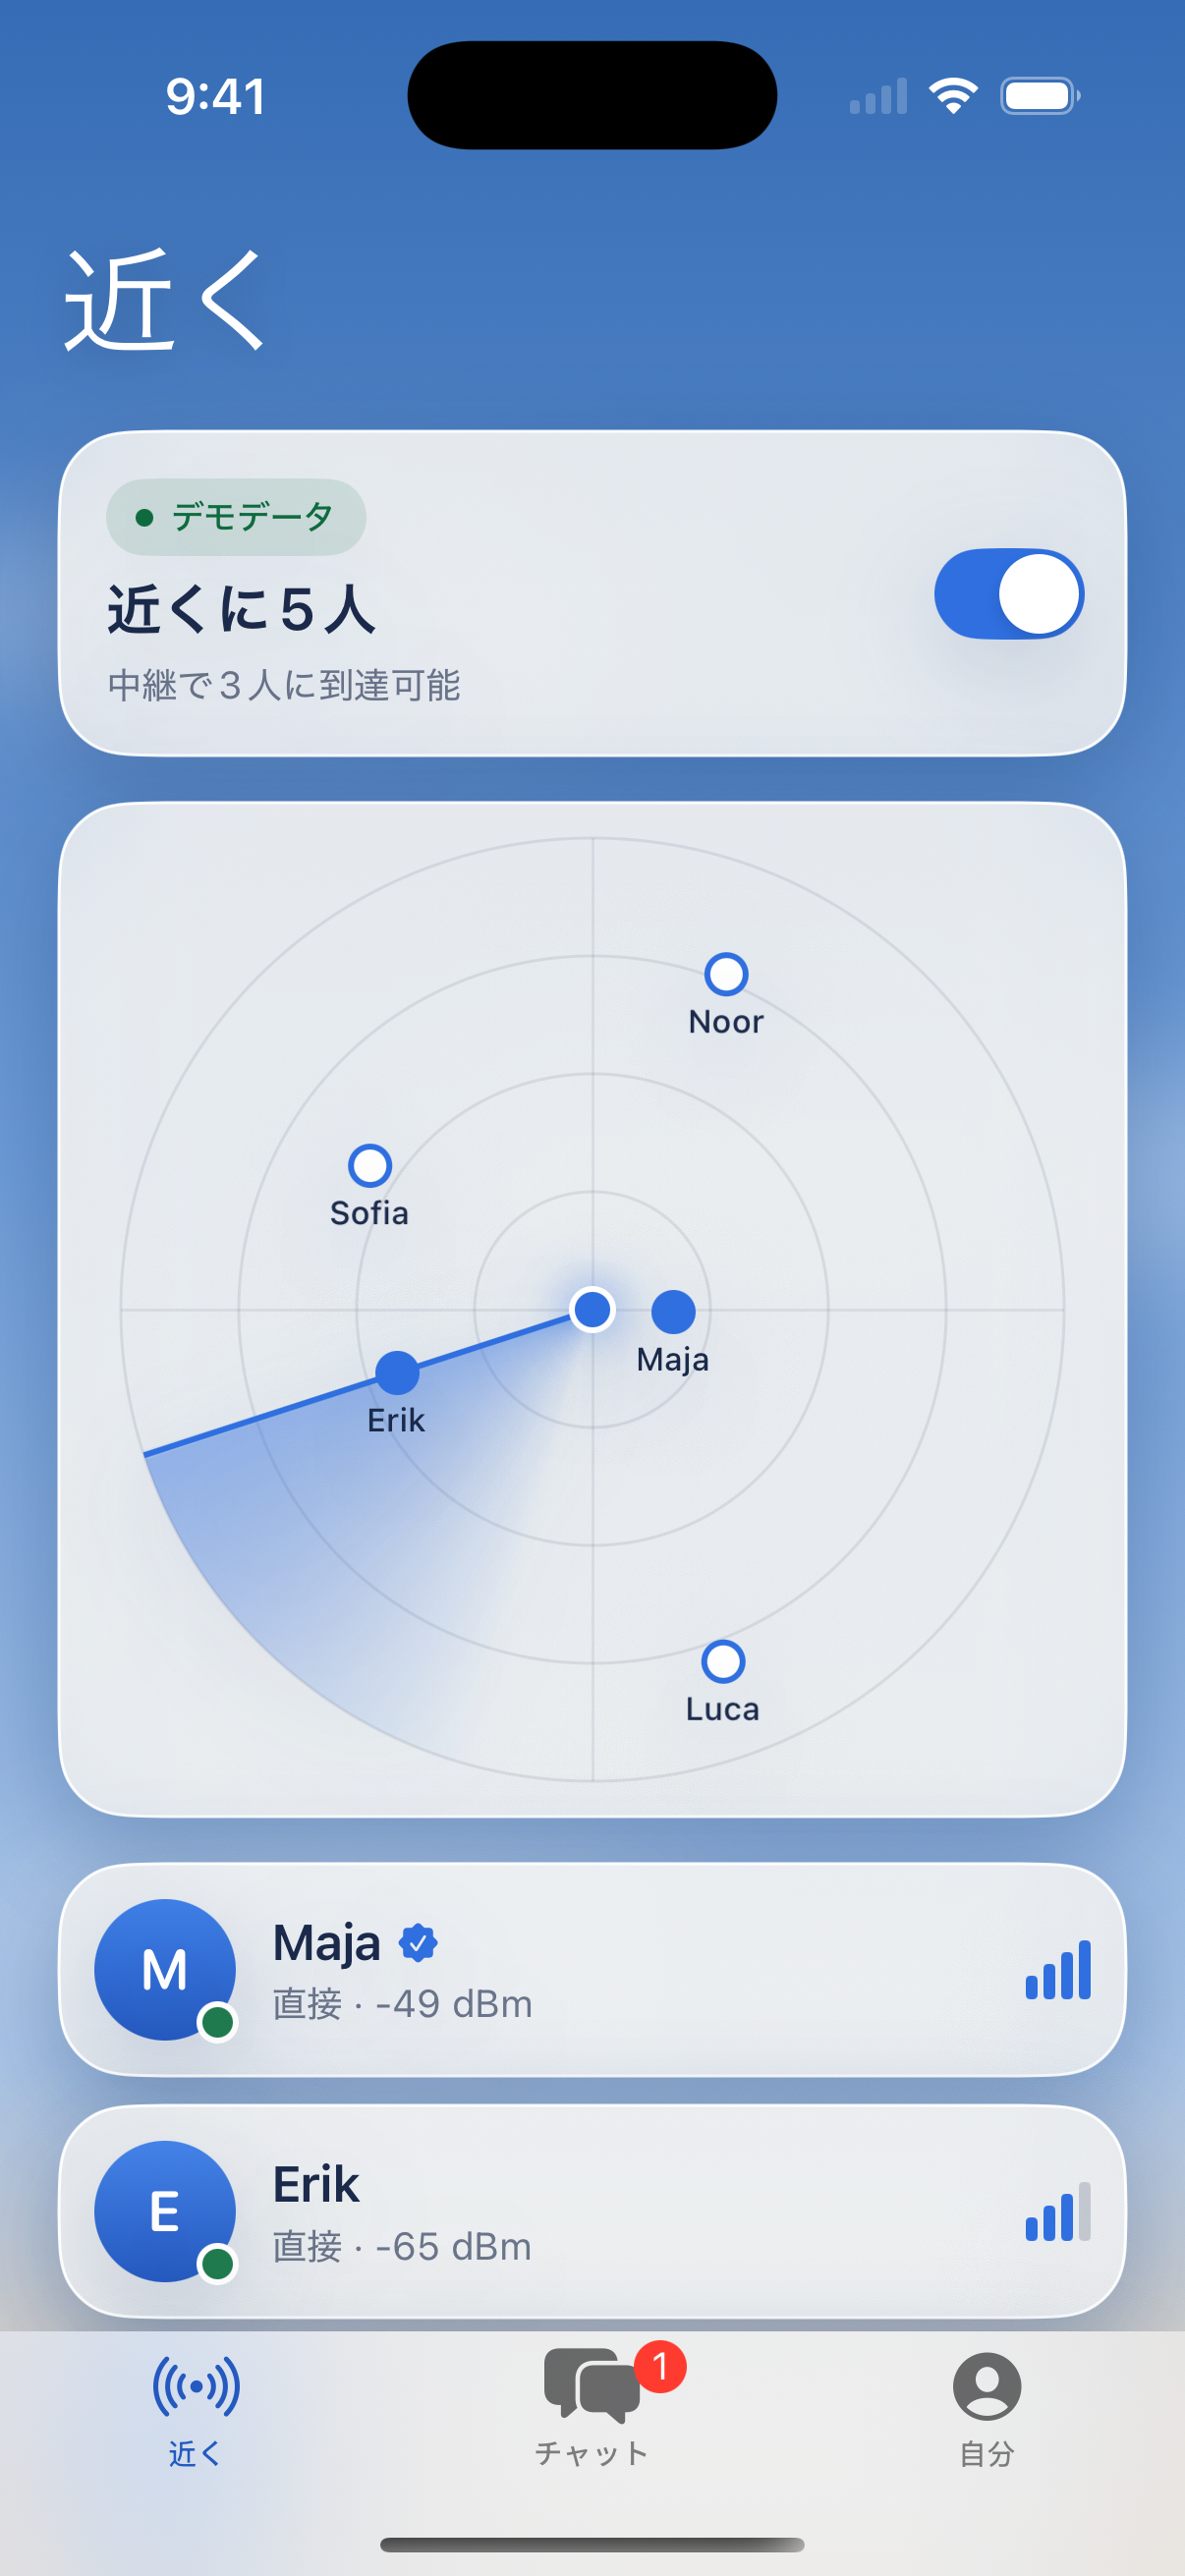 9:41
近く
デモデータ
近くに5人
中継で3人に到達可能
Noor
Sofia
Maja
Erik
Luca
M
Maja
直接 · -49 dBm
E
Erik
直接 · -65 dBm
1
近く
チャット
自分